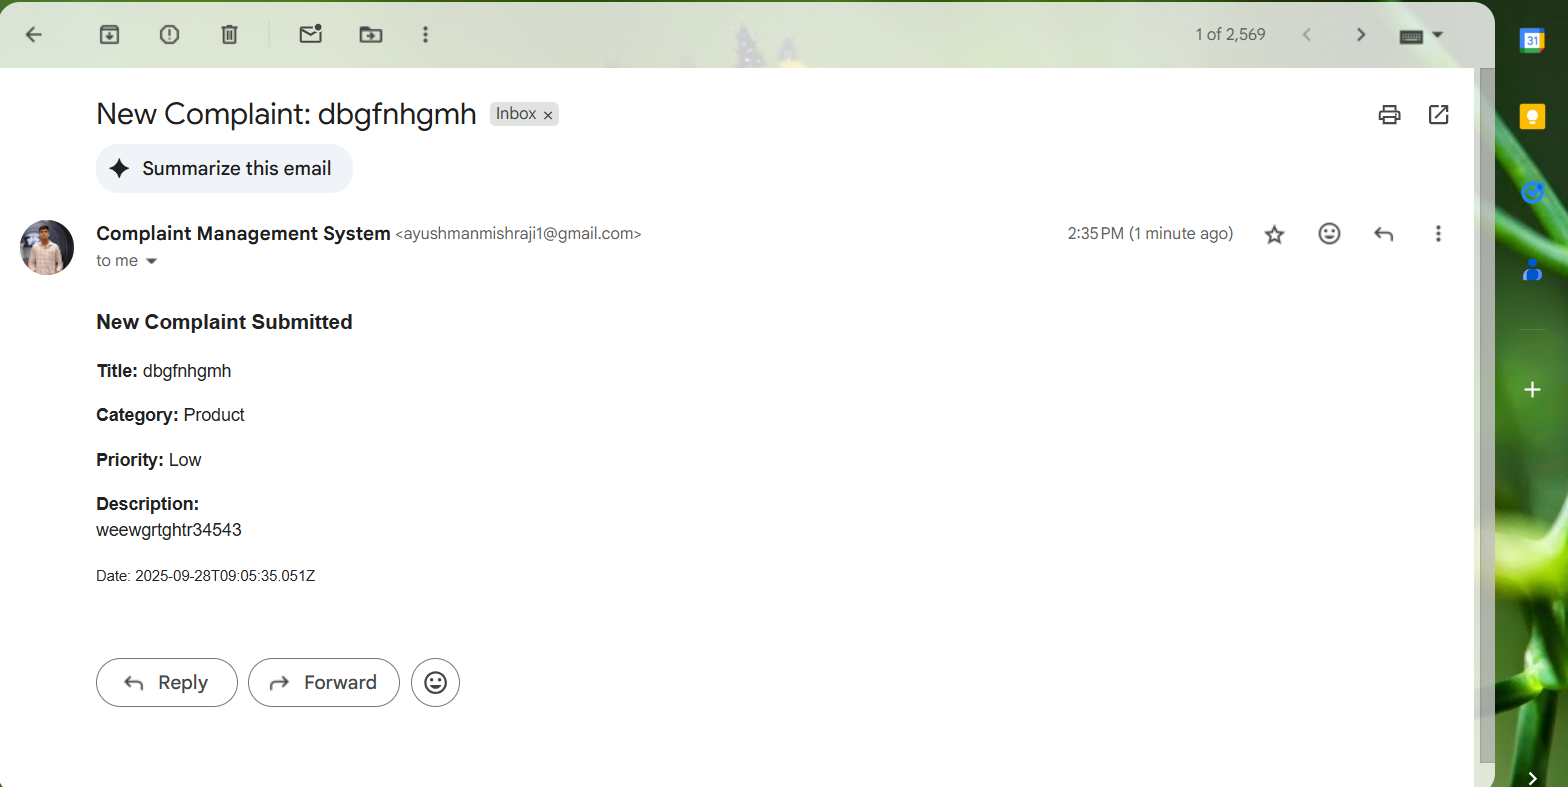 1 of 2,569
31
New Complaint: dbgfnhgmh Inbox ×
Summarize this email
Complaint Management System <ayushmanmishraji1@gmail.com> 2:35 PM (1 minute ago)
to me
New Complaint Submitted
Title: dbgfnhgmh
Category: Product
Priority: Low
Description:
weewgrtghtr34543
Date: 2025-09-28T09:05:35.051Z
Reply Forward